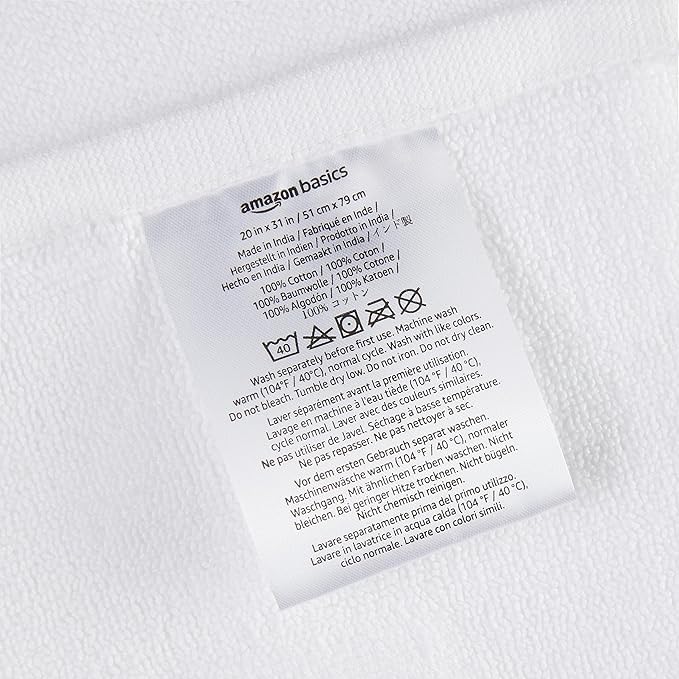 amazon basics
20 in x 31 in / 51 cm x 79 cm
Made in India / Fabriqué en Inde /
Hergestellt in Indien / Prodotto in India /
Hecho en India / Gemaakt in India / インド製
100% Cotton / 100% Coton /
100% Baumwolle / 100% Cotone /
100% Algodón / 100% Katoen /
100% コットン
40
Wash separately before first use. Machine wash
warm (104°F / 40°C), normal cycle. Wash with like colors.
Do not bleach. Tumble dry low. Do not iron. Do not dry clean.
Laver séparément avant la première utilisation.
Lavage en machine à l'eau tiède (104 °F / 40 °C),
cycle normal. Laver avec des couleurs similaires.
Ne pas utiliser de Javel. Séchage à basse température.
Ne pas repasser. Ne pas nettoyer à sec.
Vor dem ersten Gebrauch separat waschen.
Maschinenwäsche warm (104 °F / 40 °C), normaler
Waschgang. Mit ähnlichen Farben waschen. Nicht
bleichen. Bei geringer Hitze trocknen. Nicht bügeln.
Nicht chemisch reinigen.
Lavare separatamente prima del primo utilizzo.
Lavare in lavatrice in acqua calda (104 °F / 40 °C),
ciclo normale. Lavare con colori simili.